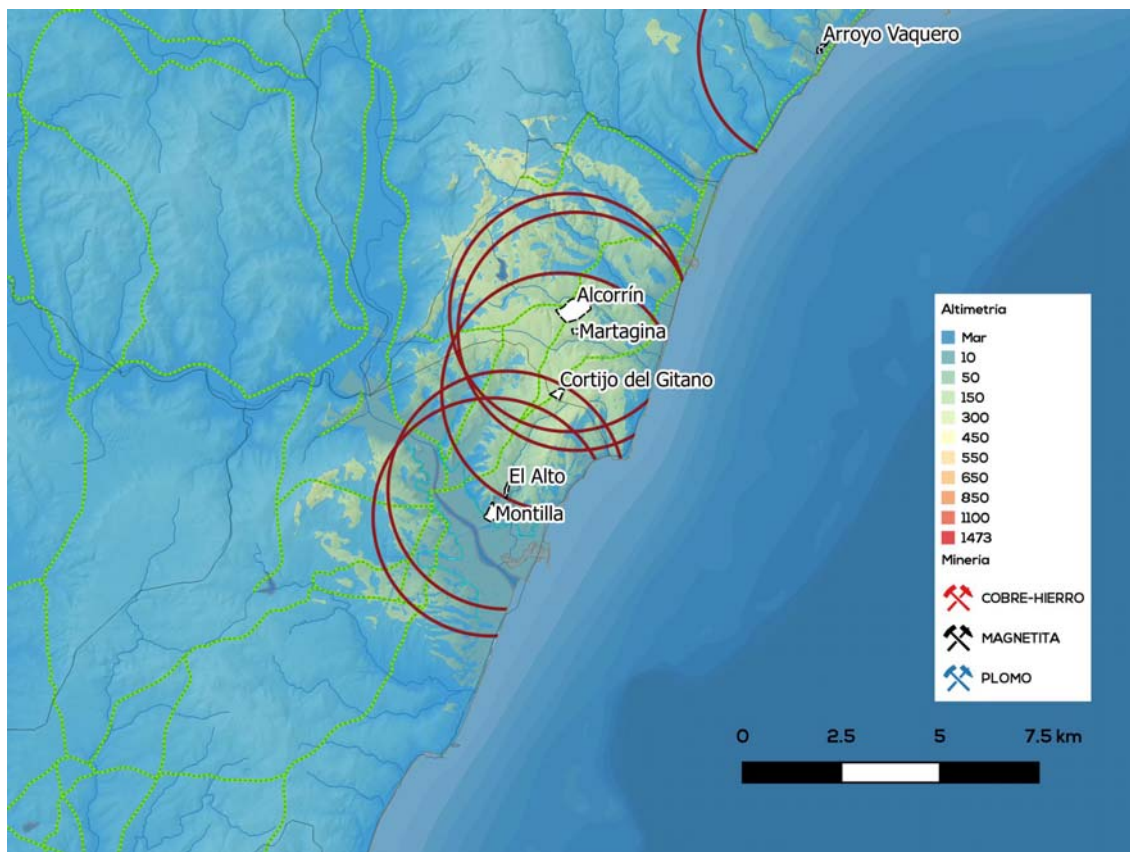 Arroyo Vaquero
Alcorrín
Martagina
Cortijo del Gitano
El Alto
Montilla
Altimetría
Mar
10
50
150
300
450
550
650
850
1100
1473
Minería
COBRE-HIERRO
MAGNETITA
PLOMO
0 2.5 5 7.5 km